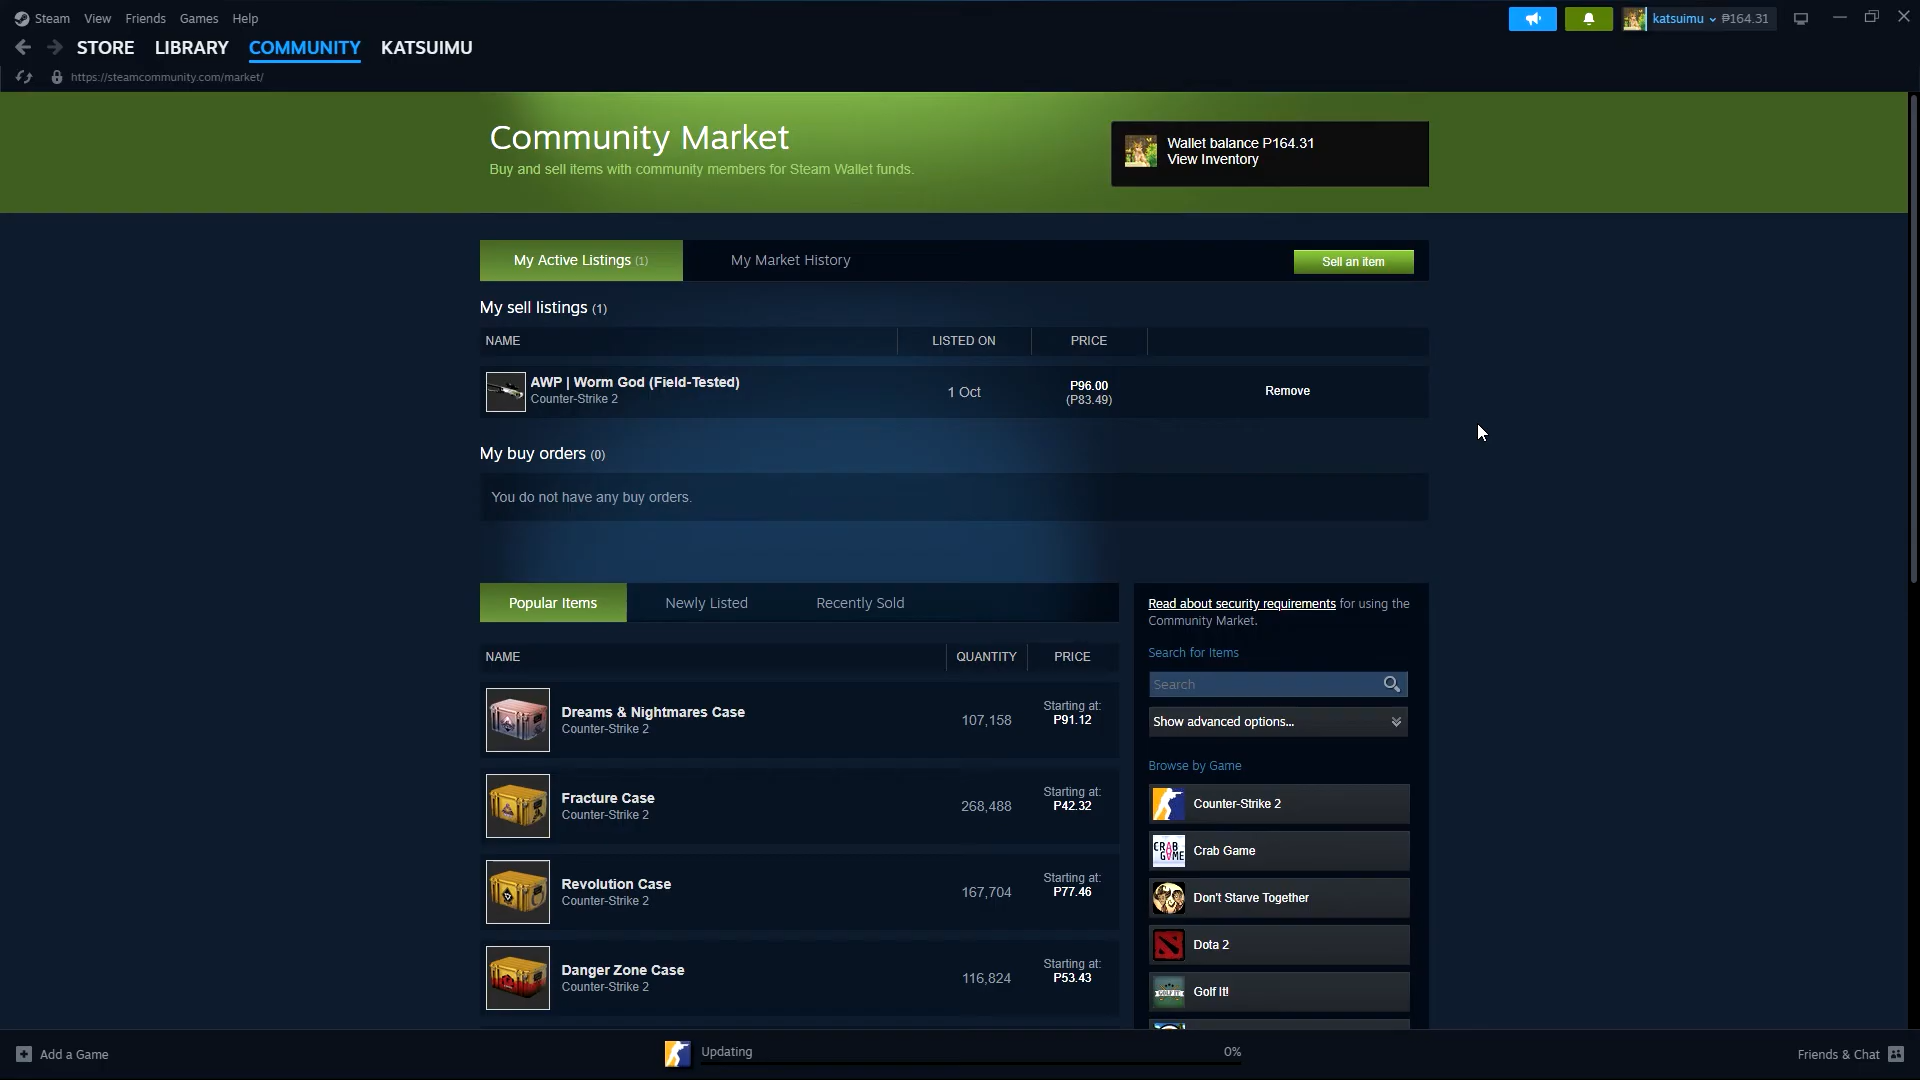 Steam View Friends Games Help
katsuimu ₱164.31
STORE LIBRARY COMMUNITY KATSUIMU
https://steamcommunity.com/market/
Community Market
Buy and sell items with community members for Steam Wallet funds.
Wallet balance P164.31
View Inventory
My Active Listings (1)
My Market History
Sell an item
My sell listings (1)
NAME LISTED ON PRICE
AWP | Worm God (Field-Tested)
Counter-Strike 2
1 Oct
P96.00
(P83.49)
Remove
My buy orders (0)
You do not have any buy orders.
Popular Items Newly Listed Recently Sold
NAME QUANTITY PRICE
Dreams & Nightmares Case
Counter-Strike 2
107,158
Starting at:
P91.12
Fracture Case
Counter-Strike 2
268,488
Starting at:
P42.32
Revolution Case
Counter-Strike 2
167,704
Starting at:
P77.46
Danger Zone Case
Counter-Strike 2
116,824
Starting at:
P53.43
Read about security requirements for using the
Community Market.
Search for Items
Search
Show advanced options...
Browse by Game
Counter-Strike 2
CRAB GAME
Crab Game
Don't Starve Together
Dota 2
GOLF IT!
Golf It!
Add a Game
Updating 0%
Friends & Chat